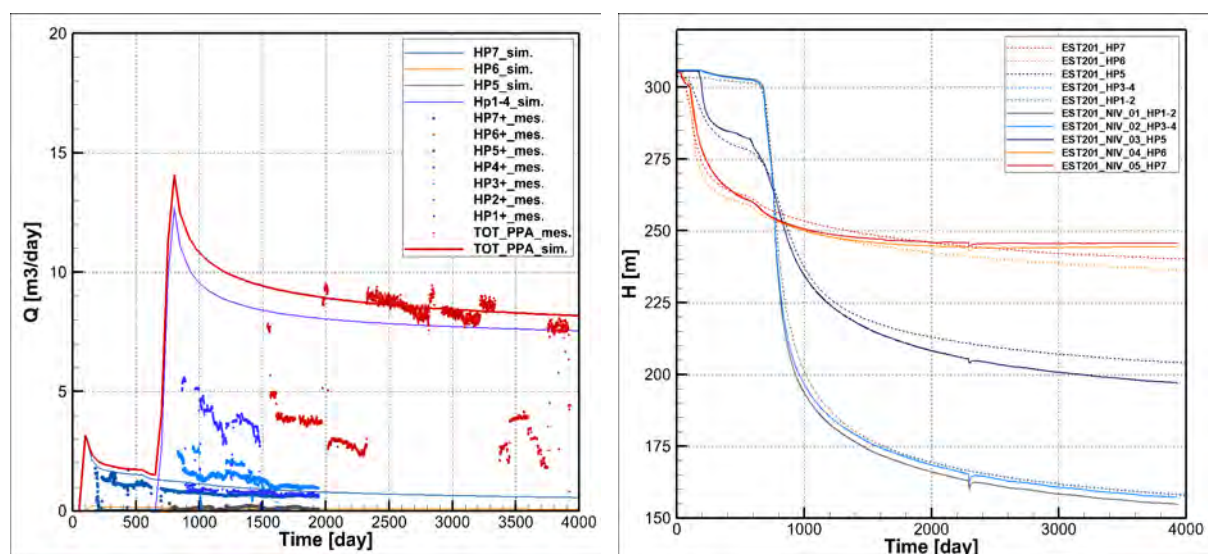 20
15
10
5
0
Q [m3/day]
0 500 1000 1500 2000 2500 3000 3500 4000
Time [day]
HP7_sim.
HP6_sim.
HP5_sim.
Hp1-4_sim.
HP7+_mes.
HP6+_mes.
HP5+_mes.
HP4+_mes.
HP3+_mes.
HP2+_mes.
HP1+_mes.
TOT_PPA_mes.
TOT_PPA_sim.
300
275
250
225
200
175
150
H [m]
0 1000 2000 3000 4000
Time [day]
EST201_HP7
EST201_HP6
EST201_HP5
EST201_HP3-4
EST201_HP1-2
EST201_NIV_01_HP1-2
EST201_NIV_02_HP3-4
EST201_NIV_03_HP5
EST201_NIV_04_HP6
EST201_NIV_05_HP7